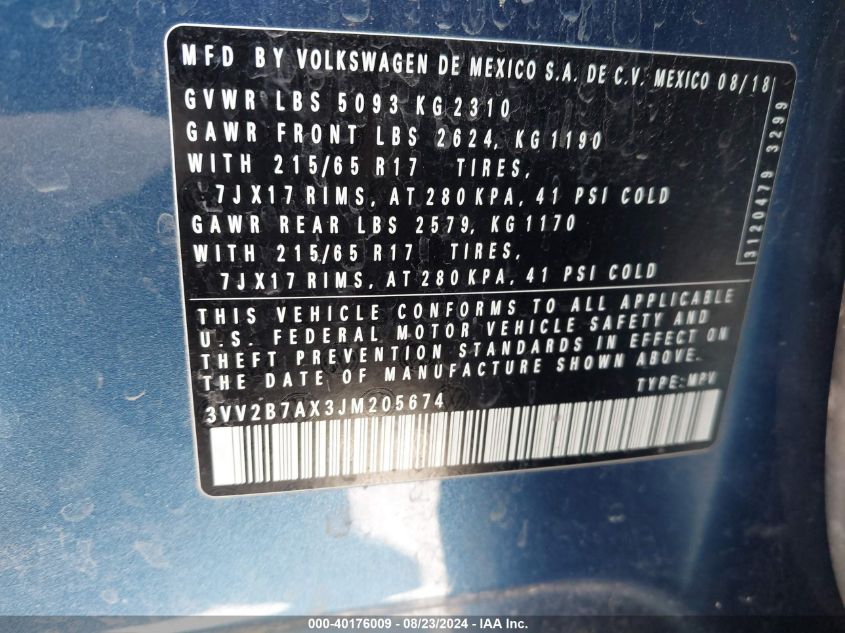 MFD BY VOLKSWAGEN DE MEXICO S.A. DE C.V. MEXICO 08/18
GVWR LBS 5093 KG 2310
GAWR FRONT LBS 2624, KG 1190
WITH 215/65 R17 TIRES,
7JX17 RIMS, AT 280 KPA, 41 PSI COLD
GAWR REAR LBS 2579, KG 1170
WITH 215/65 R17 TIRES,
7JX17 RIMS, AT 280 KPA, 41 PSI COLD
3120479 3299
THIS VEHICLE CONFORMS TO ALL APPLICABLE
U.S. FEDERAL MOTOR VEHICLE SAFETY AND
THEFT PREVENTION STANDARDS IN EFFECT ON
THE DATE OF MANUFACTURE SHOWN ABOVE.
3VV2B7AX3JM205674
TYPE: MPV
000-40176009 - 08/23/2024 - IAA Inc.